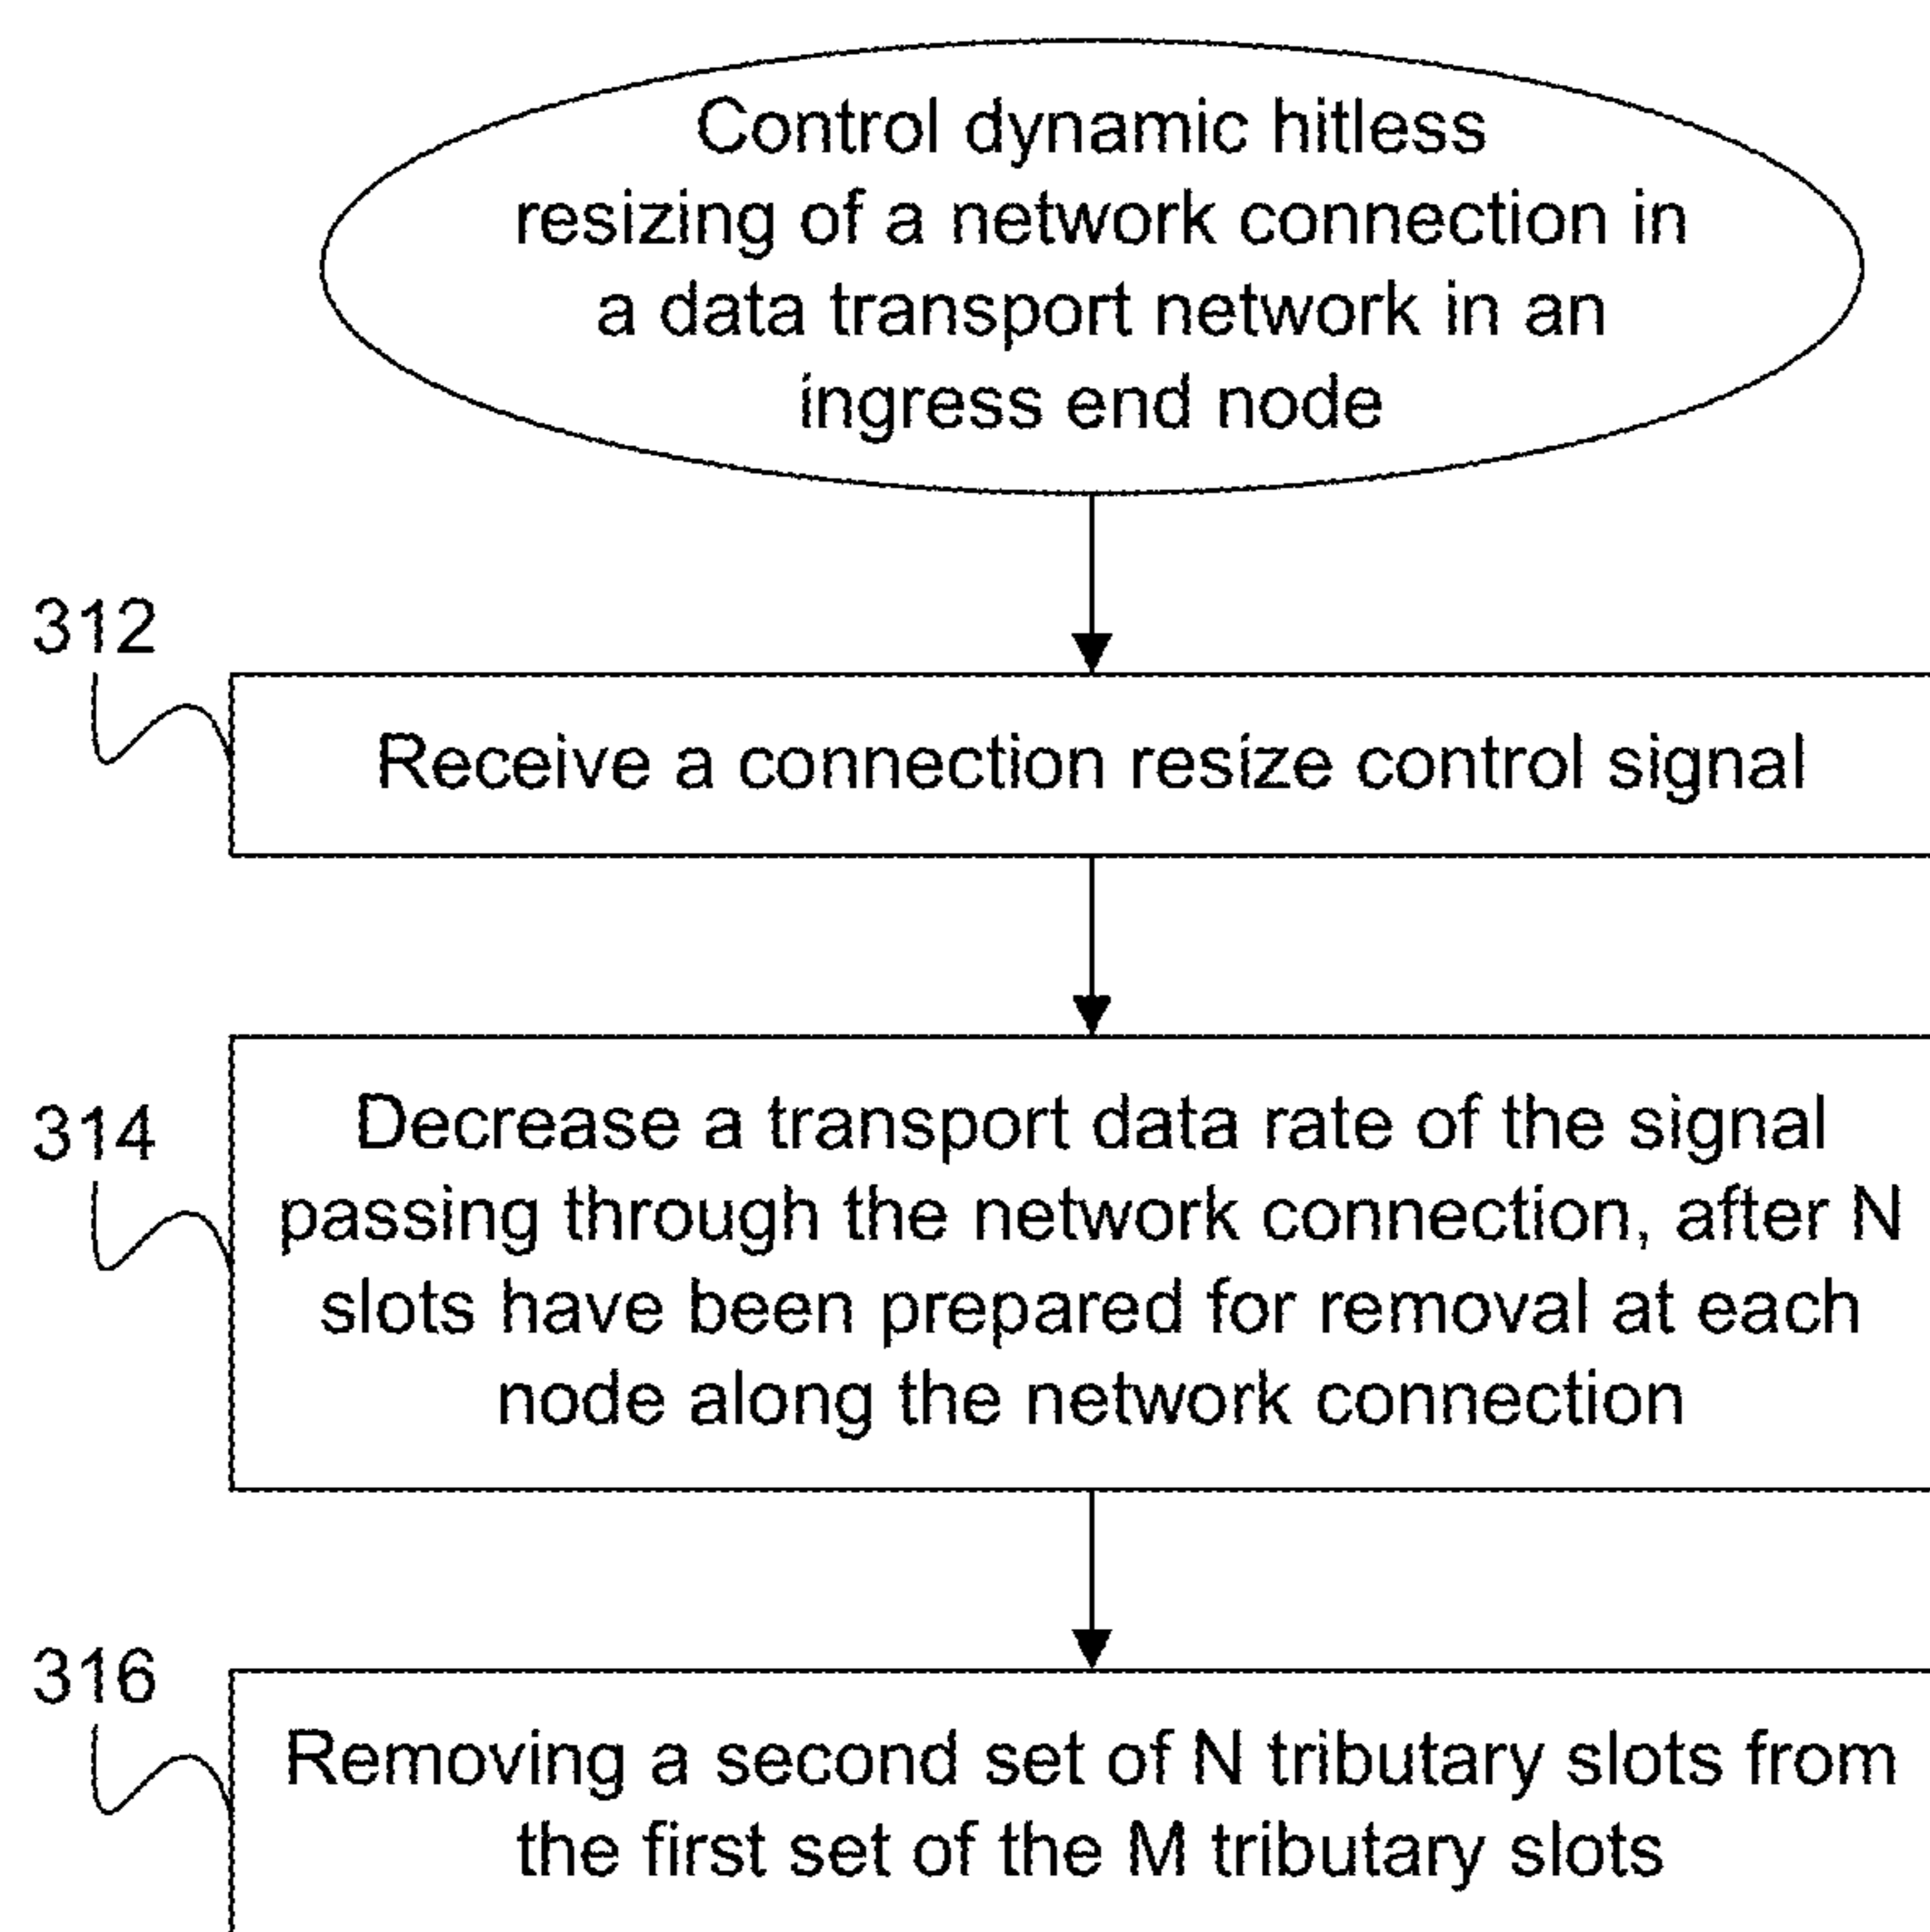 Control dynamic hitless
resizing of a network connection in
a data transport network in an
ingress end node
312
Receive a connection resize control signal
314
Decrease a transport data rate of the signal
passing through the network connection, after N
slots have been prepared for removal at each
node along the network connection
316
Removing a second set of N tributary slots from
the first set of the M tributary slots